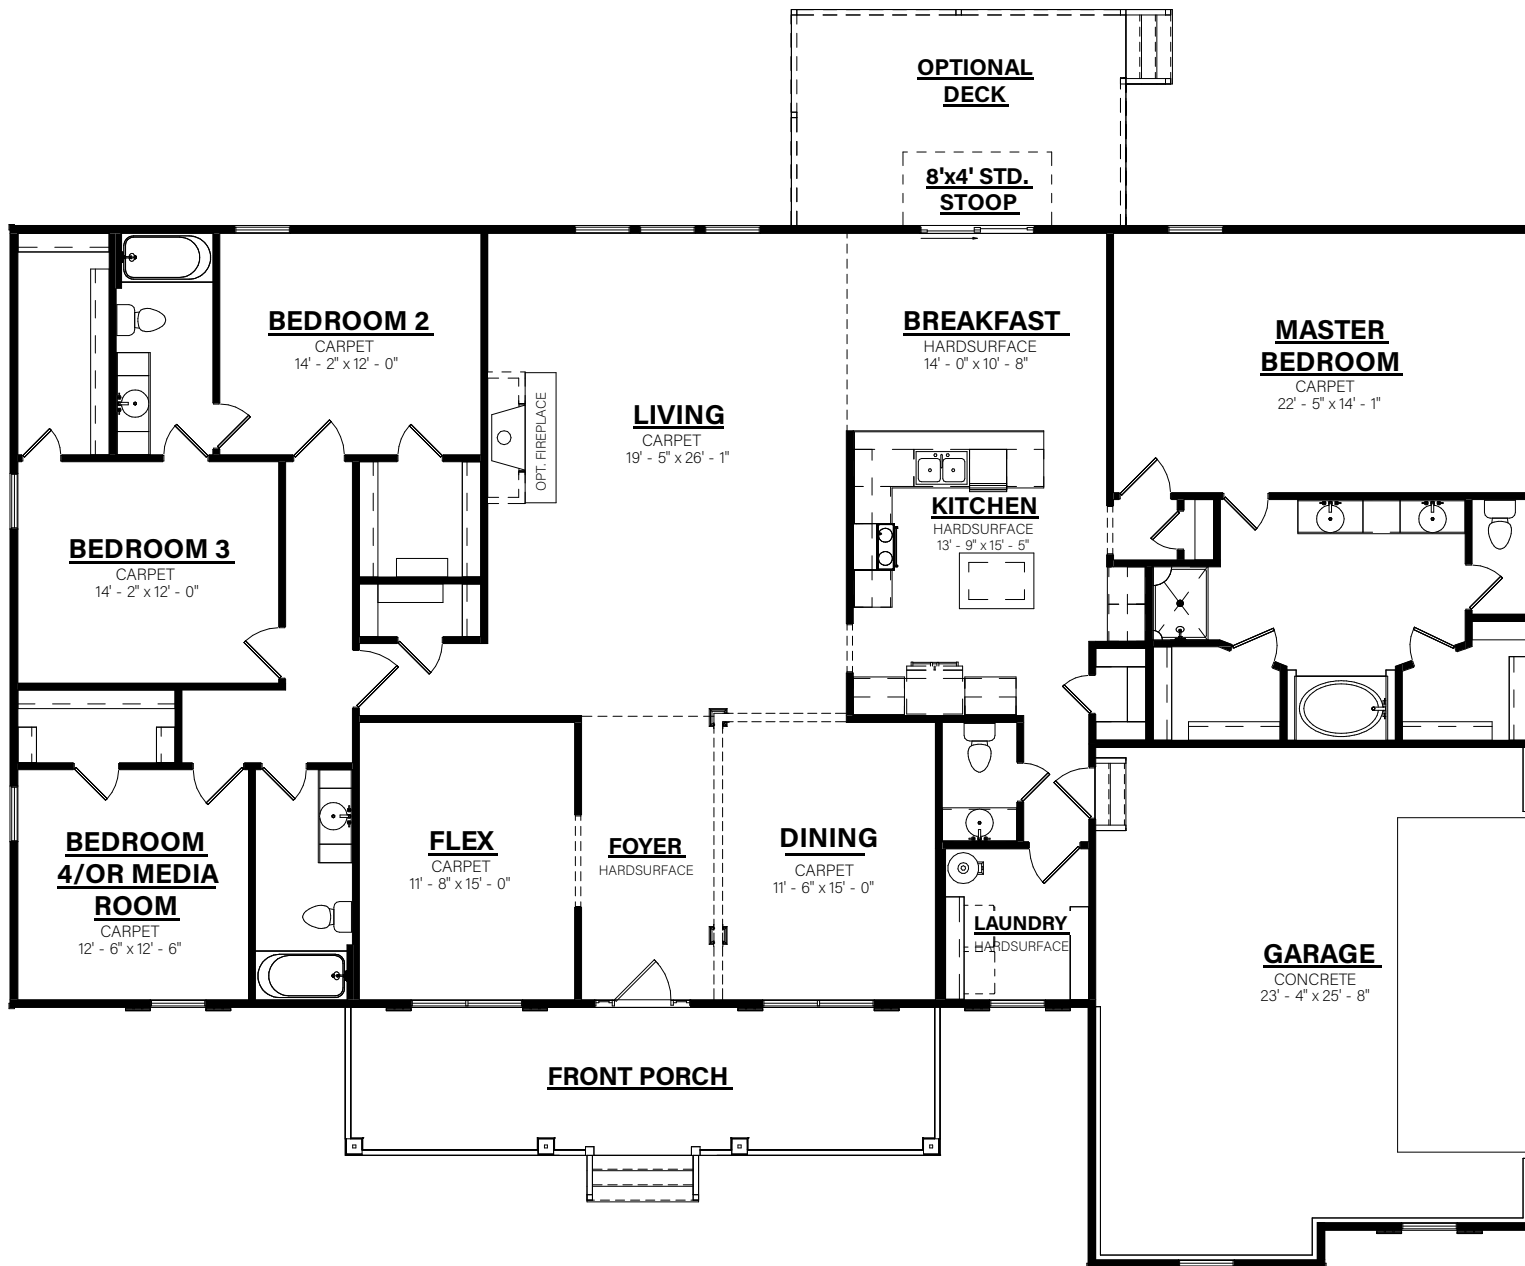 OPTIONAL
DECK
8'x4' STD.
STOOP
BEDROOM 2
CARPET
14' - 2" x 12' - 0"
BREAKFAST
HARDSURFACE
14' - 0" x 10' - 8"
MASTER
BEDROOM
CARPET
22' - 5" x 14' - 1"
LIVING
CARPET
19' - 5" x 26' - 1"
OPT. FIREPLACE
KITCHEN
HARDSURFACE
13' - 9" x 15' - 5"
BEDROOM 3
CARPET
14' - 2" x 12' - 0"
BEDROOM
4/OR MEDIA
ROOM
CARPET
12' - 6" x 12' - 6"
FLEX
CARPET
11' - 8" x 15' - 0"
FOYER
HARDSURFACE
DINING
CARPET
11' - 6" x 15' - 0"
LAUNDRY
HARDSURFACE
GARAGE
CONCRETE
23' - 4" x 25' - 8"
FRONT PORCH